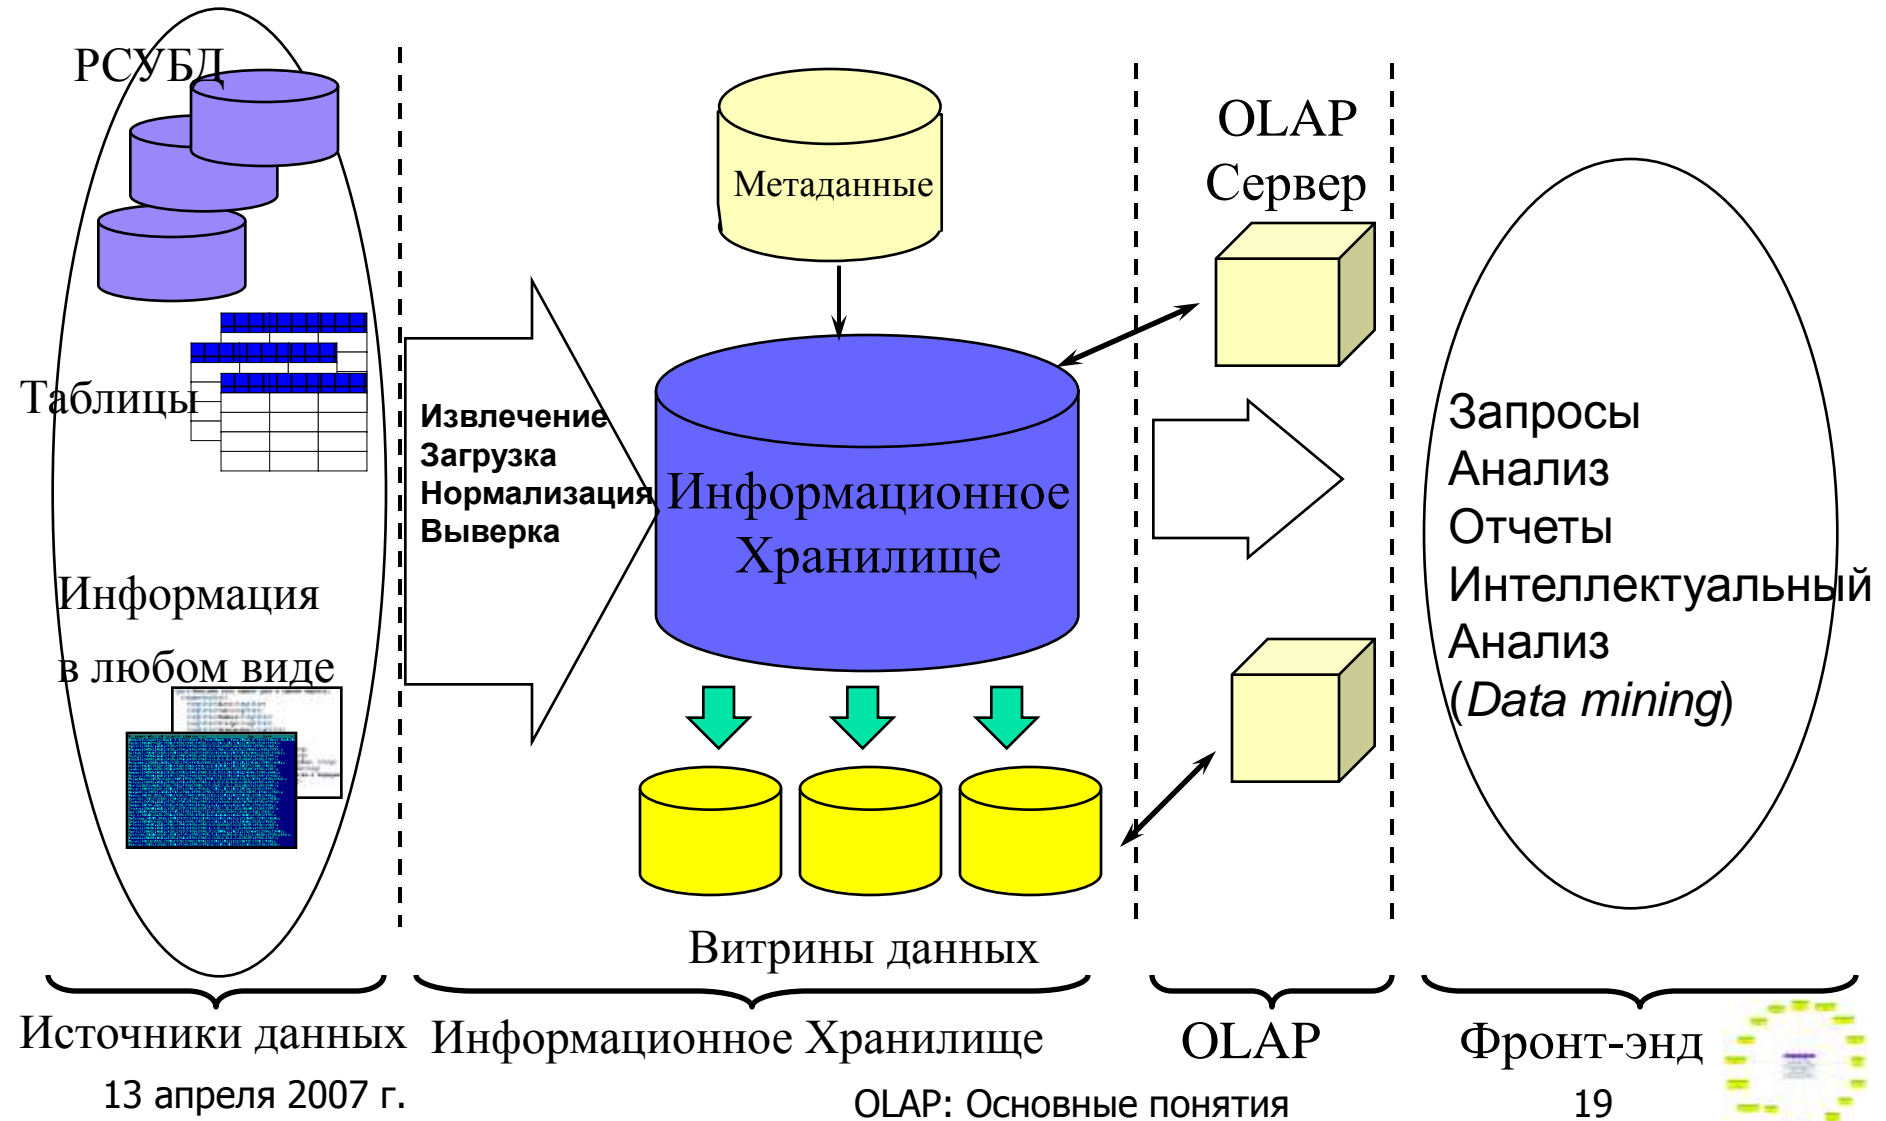 РСУБД
Таблицы
Информация
в любом виде
Извлечение
Загрузка
Нормализация
Выверка
Метаданные
Информационное
Хранилище
Витрины данных
OLAP
Сервер
Запросы
Анализ
Отчеты
Интеллектуальный
Анализ
(Data mining)
Источники данных
Информационное Хранилище
OLAP
Фронт-энд
13 апреля 2007 г.
OLAP: Основные понятия
19